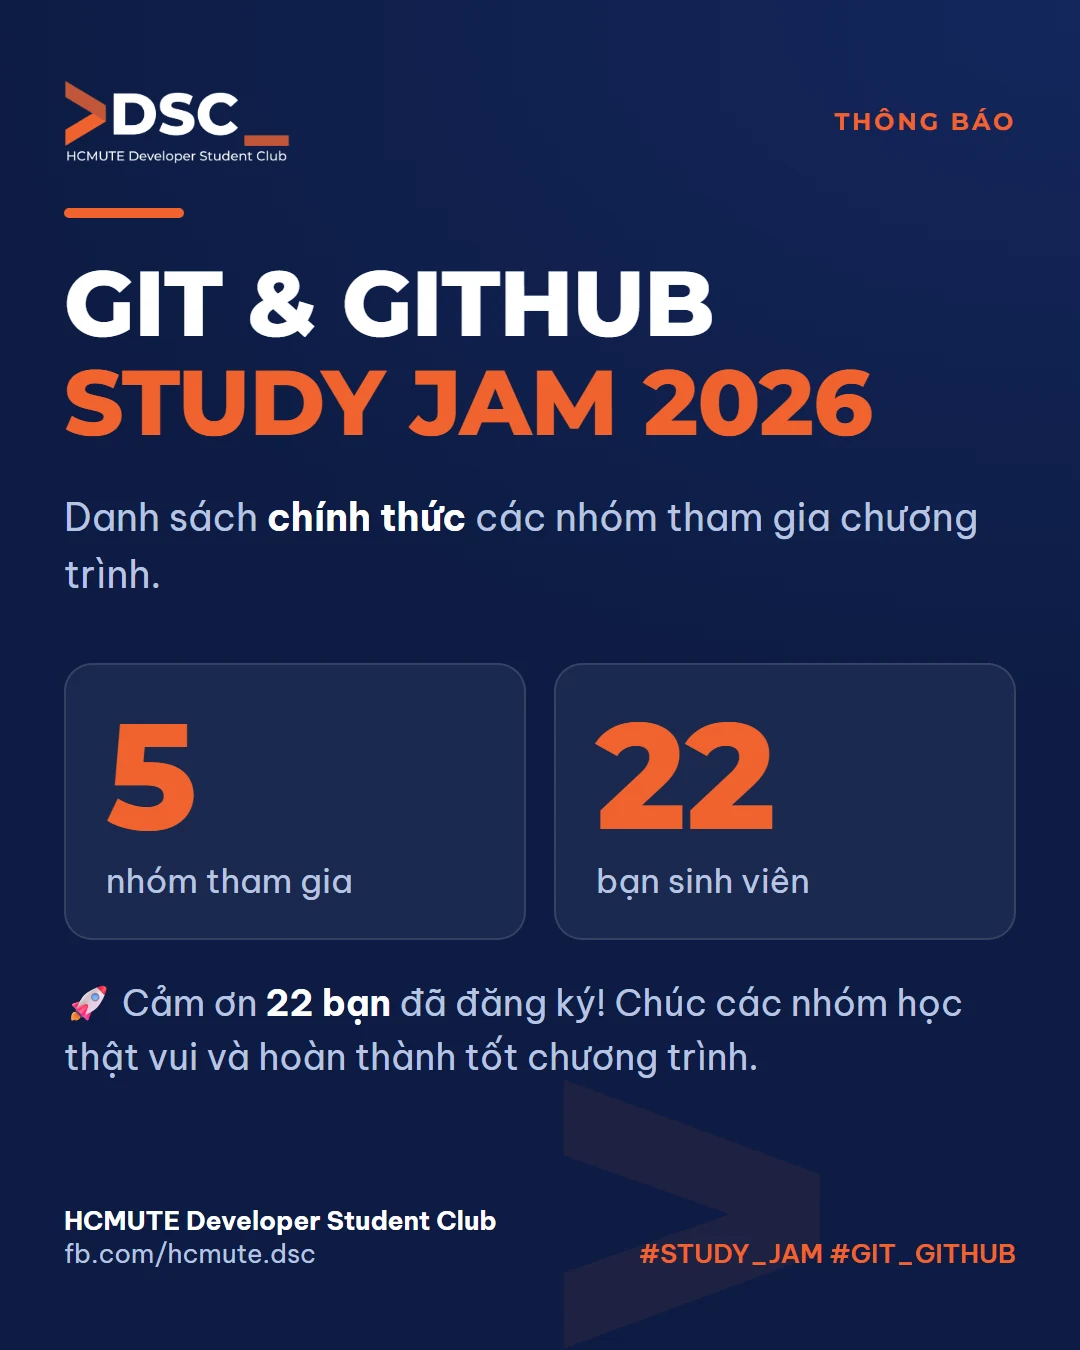 DSC_
HCMUTE Developer Student Club
THÔNG BÁO
GIT & GITHUB
STUDY JAM 2026
Danh sách chính thức các nhóm tham gia chương
trình.
5
nhóm tham gia
22
bạn sinh viên
🚀 Cảm ơn 22 bạn đã đăng ký! Chúc các nhóm học
thật vui và hoàn thành tốt chương trình.
HCMUTE Developer Student Club
fb.com/hcmute.dsc
#STUDY_JAM #GIT_GITHUB